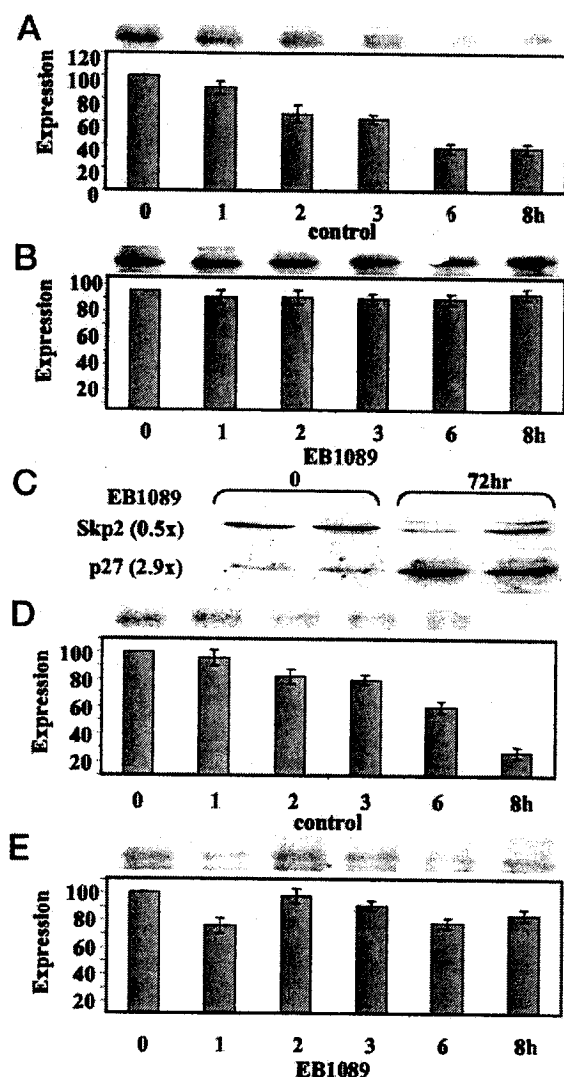 A
120
100
80
60
40
20
0
Expression
0 1 2 3 6 8h
control
B
100
80
60
40
20
Expression
0 1 2 3 6 8h
EB1089
C
EB1089 0 72hr
Skp2 (0.5x)
p27 (2.9x)
D
100
80
60
40
20
Expression
0 1 2 3 6 8h
control
E
100
80
60
40
20
Expression
0 1 2 3 6 8h
EB1089